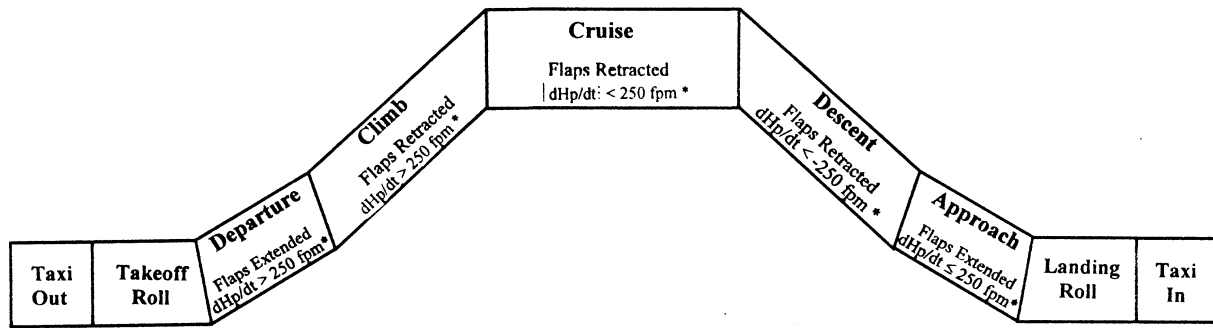 Taxi
Out
Takeoff
Roll
Departure
Flaps Extended
dHp/dt > 250 fpm*
Climb
Flaps Retracted
dHp/dt > 250 fpm *
Cruise
Flaps Retracted
|dHp/dt| < 250 fpm *
Descent
Flaps Retracted
dHp/dt < -250 fpm *
Approach
Flaps Extended
dHp/dt ≤ 250 fpm*
Landing
Roll
Taxi
In